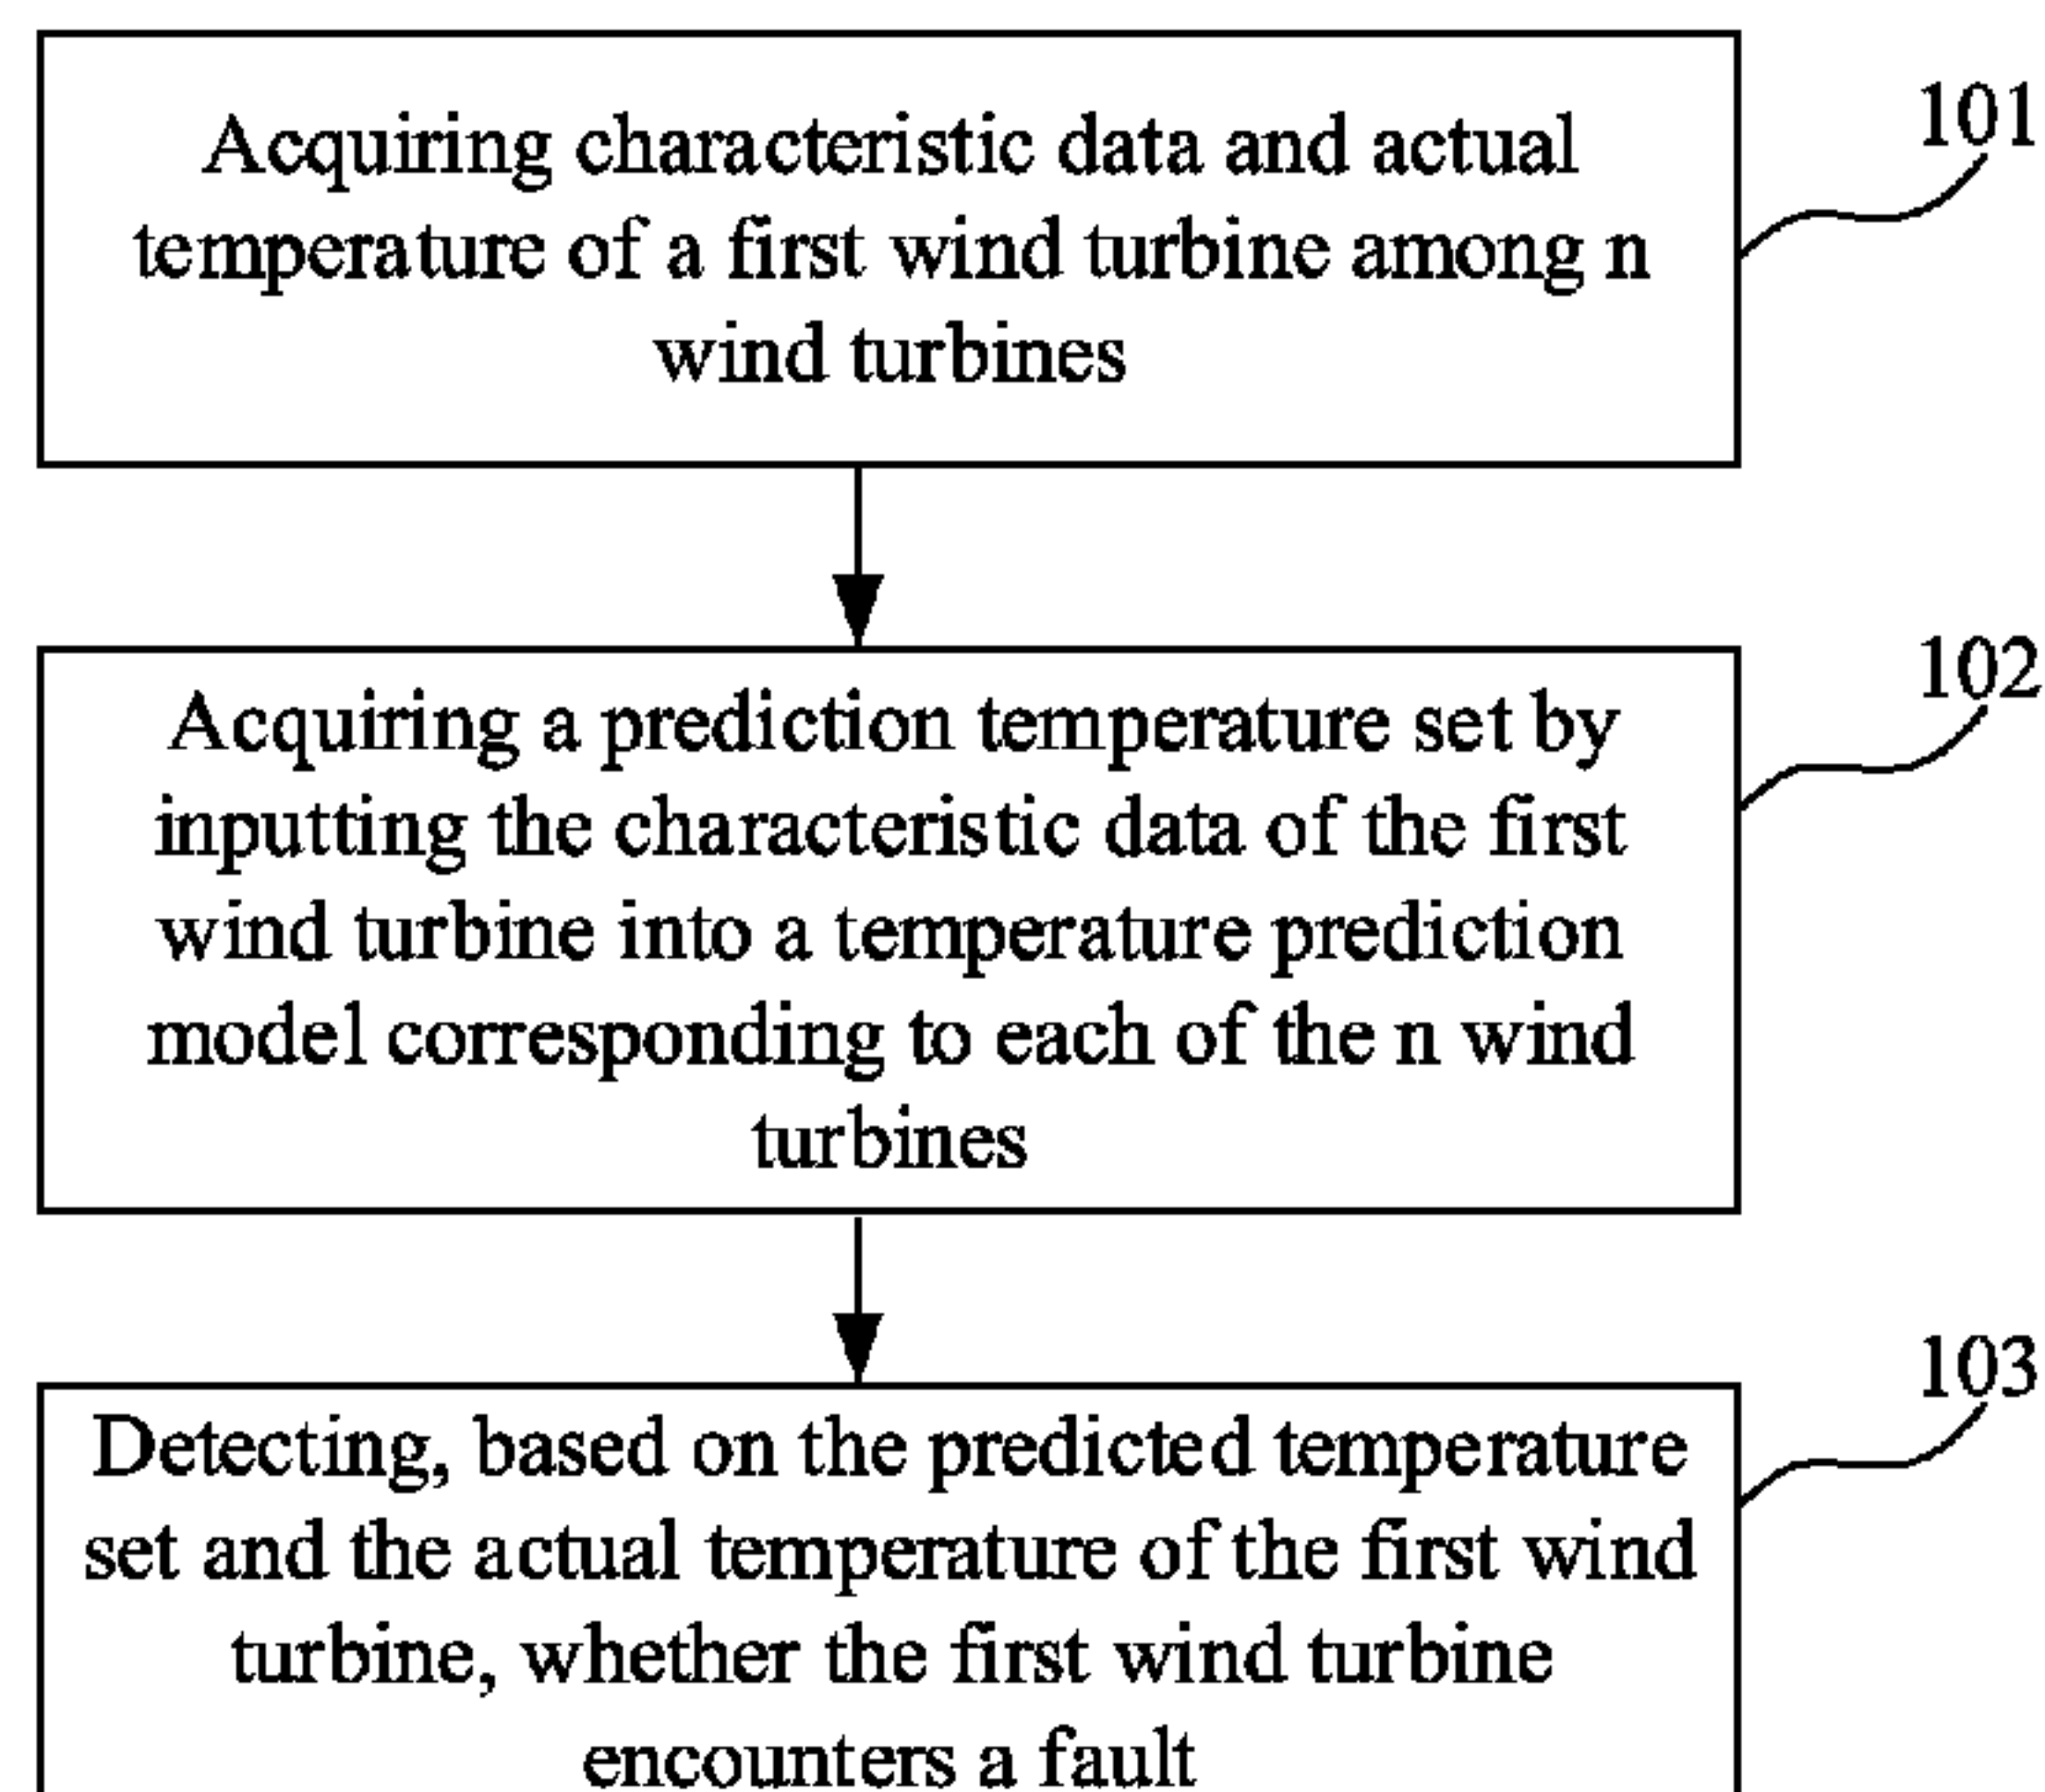 Acquiring characteristic data and actual
temperature of a first wind turbine among n
wind turbines
101
Acquiring a prediction temperature set by
inputting the characteristic data of the first
wind turbine into a temperature prediction
model corresponding to each of the n wind
turbines
102
Detecting, based on the predicted temperature
set and the actual temperature of the first wind
turbine, whether the first wind turbine
encounters a fault
103